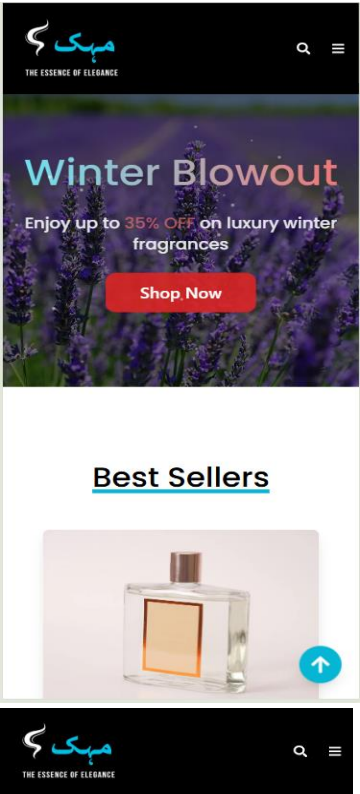 مہک
THE ESSENCE OF ELEGANCE
Winter Blowout
Enjoy up to 35% OFF on luxury winter
fragrances
Shop Now
Best Sellers
مہک
THE ESSENCE OF ELEGANCE